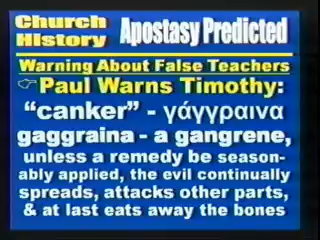 Church History
Apostasy Predicted
Warning About False Teachers
☞Paul Warns Timothy:
“canker” - γάγγραινα
gaggraina - a gangrene,
unless a remedy be season-
ably applied, the evil continually
spreads, attacks other parts,
& at last eats away the bones